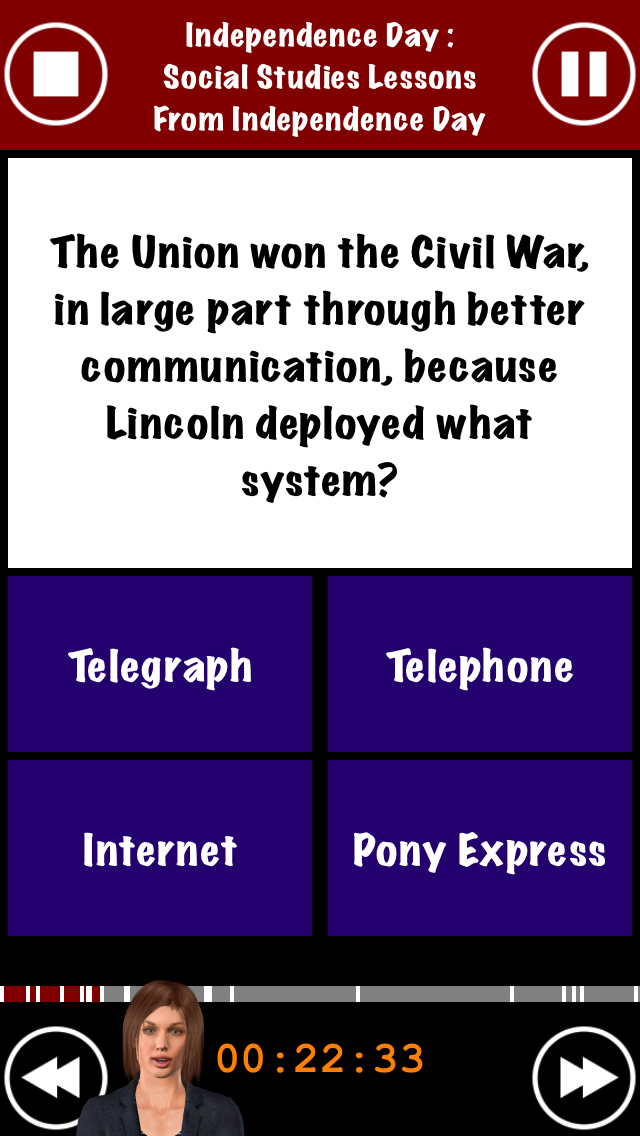 Independence Day :
Social Studies Lessons
From Independence Day
The Union won the Civil War,
in large part through better
communication, because
Lincoln deployed what
system?
Telegraph
Telephone
Internet
Pony Express
00:22:33